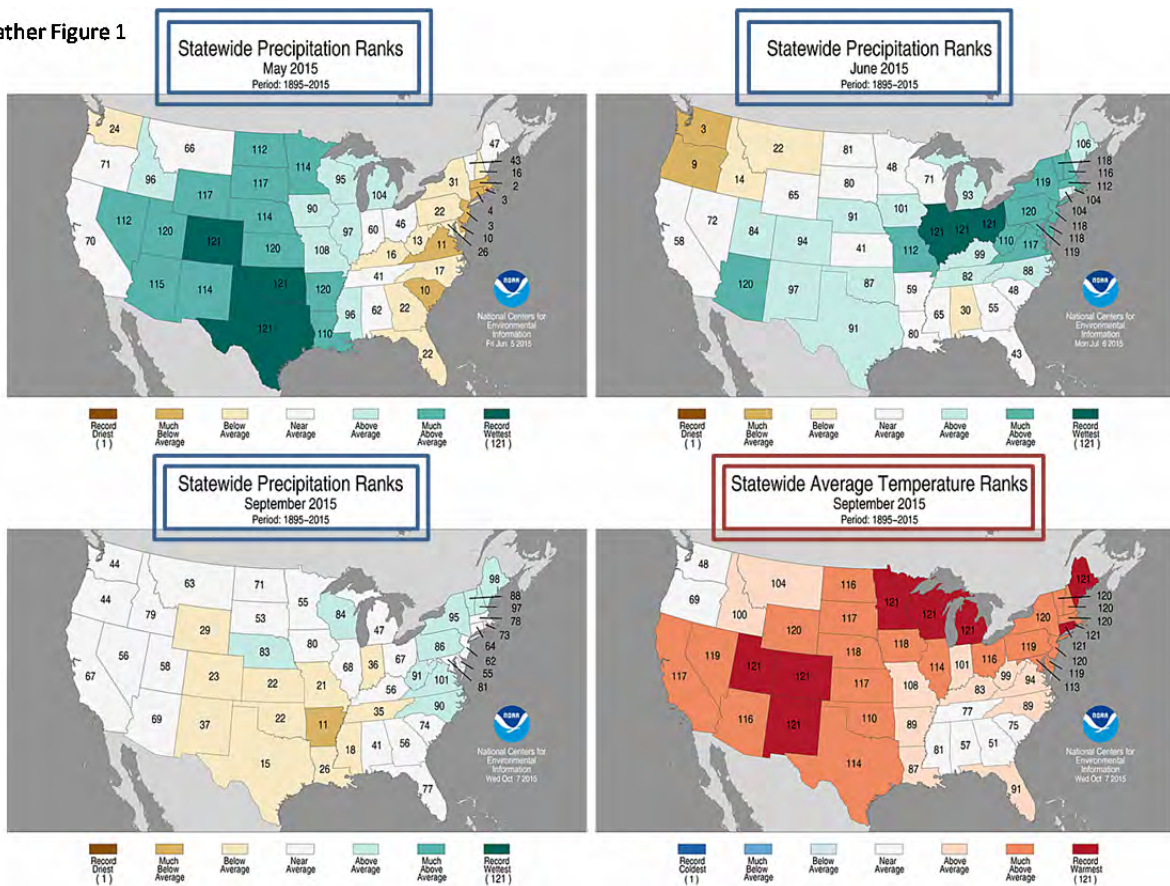 ather Figure 1
Statewide Precipitation Ranks
May 2015
Period: 1895-2015
24
66
112
114
47
71
96
117
117
95
104
31
43
16
2
3
4
3
10
26
112
120
121
114
90
97
60
46
22
13
11
70
120
108
16
17
115
114
121
120
41
10
121
110
96
62
22
22
NOAA
National Centers for
Environmental
Information
Fri Jun 5 2015
Record
Driest
(1)
Much
Below
Average
Below
Average
Near
Average
Above
Average
Much
Above
Average
Record
Wettest
(121)
Statewide Precipitation Ranks
June 2015
Period: 1895-2015
3
22
81
48
106
9
14
65
80
71
93
119
118
116
112
104
104
118
118
119
72
84
94
91
101
121
121
121
120
110
117
58
41
112
99
88
120
97
87
59
82
48
91
80
65
30
55
43
NOAA
National Centers for
Environmental
Information
Mon Jul 6 2015
Record
Driest
(1)
Much
Below
Average
Below
Average
Near
Average
Above
Average
Much
Above
Average
Record
Wettest
(121)
Statewide Precipitation Ranks
September 2015
Period: 1895-2015
44
63
71
55
98
44
79
29
53
84
47
95
88
97
78
73
64
62
55
81
56
58
23
83
80
68
36
67
86
91
101
67
22
21
56
90
69
37
22
11
35
74
15
26
18
41
56
77
NOAA
National Centers for
Environmental
Information
Wed Oct 7 2015
Record
Driest
(1)
Much
Below
Average
Below
Average
Near
Average
Above
Average
Much
Above
Average
Record
Wettest
(121)
Statewide Average Temperature Ranks
September 2015
Period: 1895-2015
48
104
116
121
121
69
100
120
117
121
121
120
120
120
120
121
121
120
119
113
119
121
121
118
118
114
101
116
119
99
94
117
117
108
83
89
116
121
110
89
77
75
114
87
81
57
51
91
NOAA
National Centers for
Environmental
Information
Wed Oct 7 2015
Record
Coldest
(1)
Much
Below
Average
Below
Average
Near
Average
Above
Average
Much
Above
Average
Record
Warmest
(121)